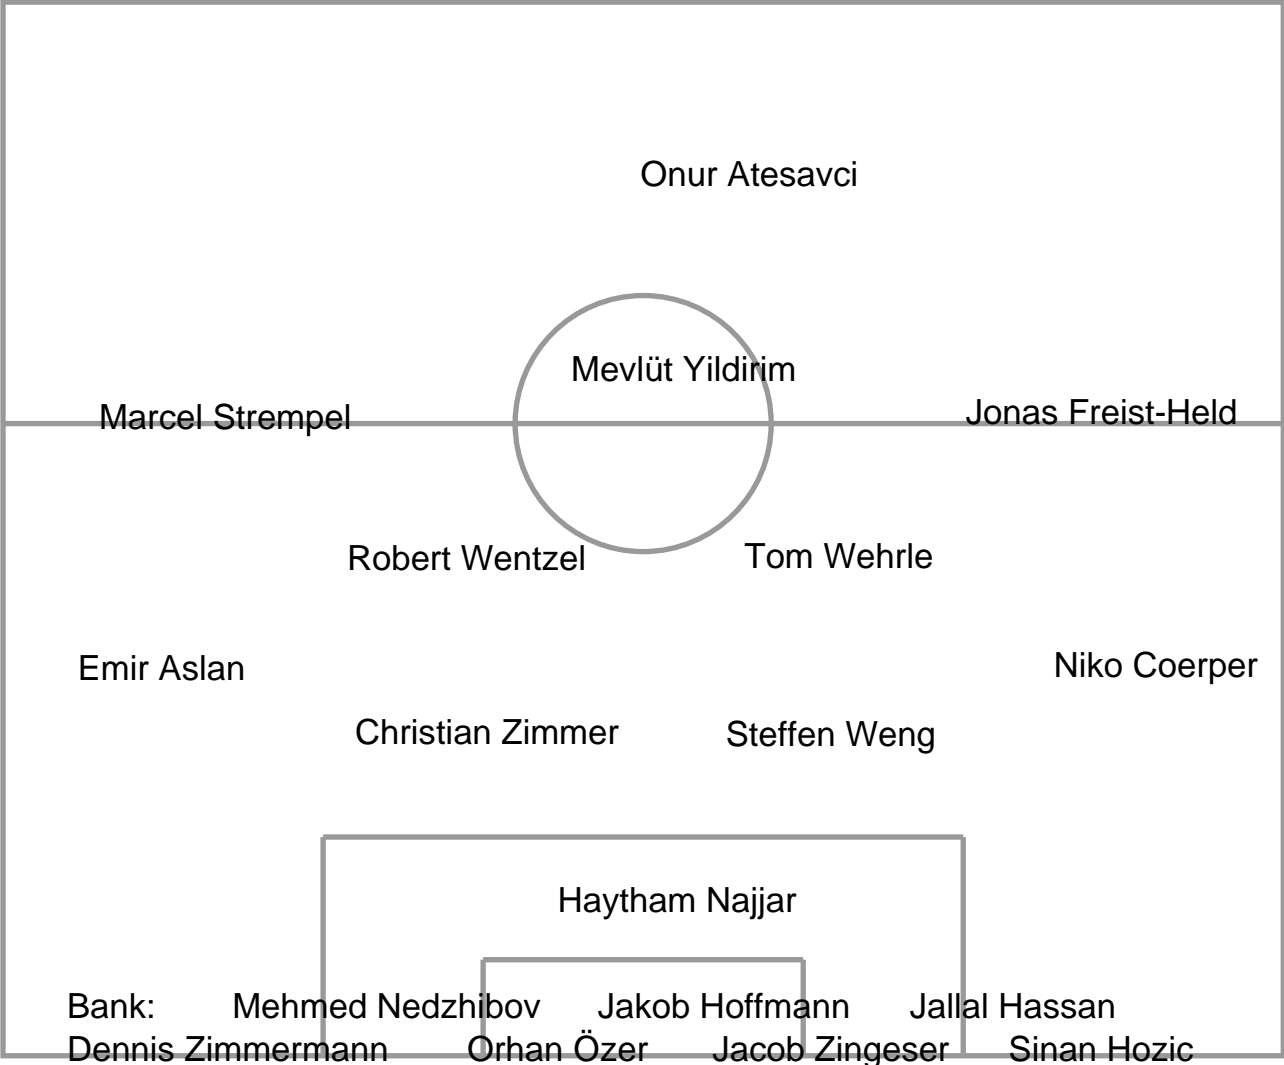 Onur Atesavci
Mevlüt Yildirim
Marcel Strempel
Jonas Freist-Held
Robert Wentzel
Tom Wehrle
Emir Aslan
Niko Coerper
Christian Zimmer
Steffen Weng
Haytham Najjar
Bank: Mehmed Nedzhibov Jakob Hoffmann Jallal Hassan
Dennis Zimmermann Orhan Özer Jacob Zingeser Sinan Hozic